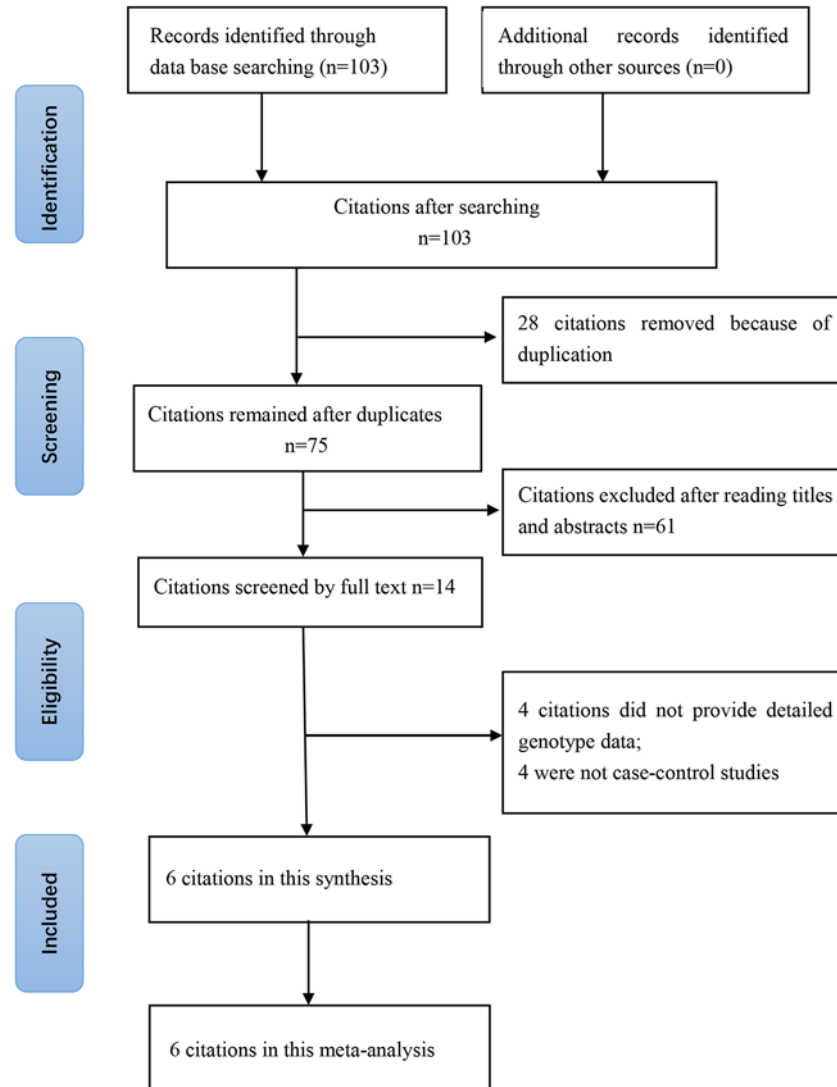 Records identified through
data base searching (n=103)
Additional records identified
through other sources (n=0)
Identification
Citations after searching
n=103
28 citations removed because of
duplication
Screening
Citations remained after duplicates
n=75
Citations excluded after reading titles
and abstracts n=61
Citations screened by full text n=14
Eligibility
4 citations did not provide detailed
genotype data;
4 were not case-control studies
6 citations in this synthesis
Included
6 citations in this meta-analysis